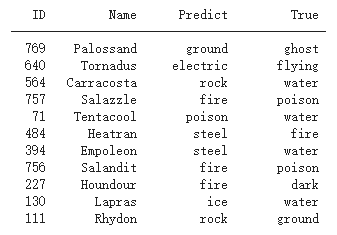 ID Name Predict True
769 Palossand ground ghost
640 Tornadus electric flying
564 Carracosta rock water
757 Salazzle fire poison
71 Tentacool poison water
484 Heatran steel fire
394 Empoleon steel water
756 Salandit fire poison
227 Houndour fire dark
130 Lapras ice water
111 Rhydon rock ground